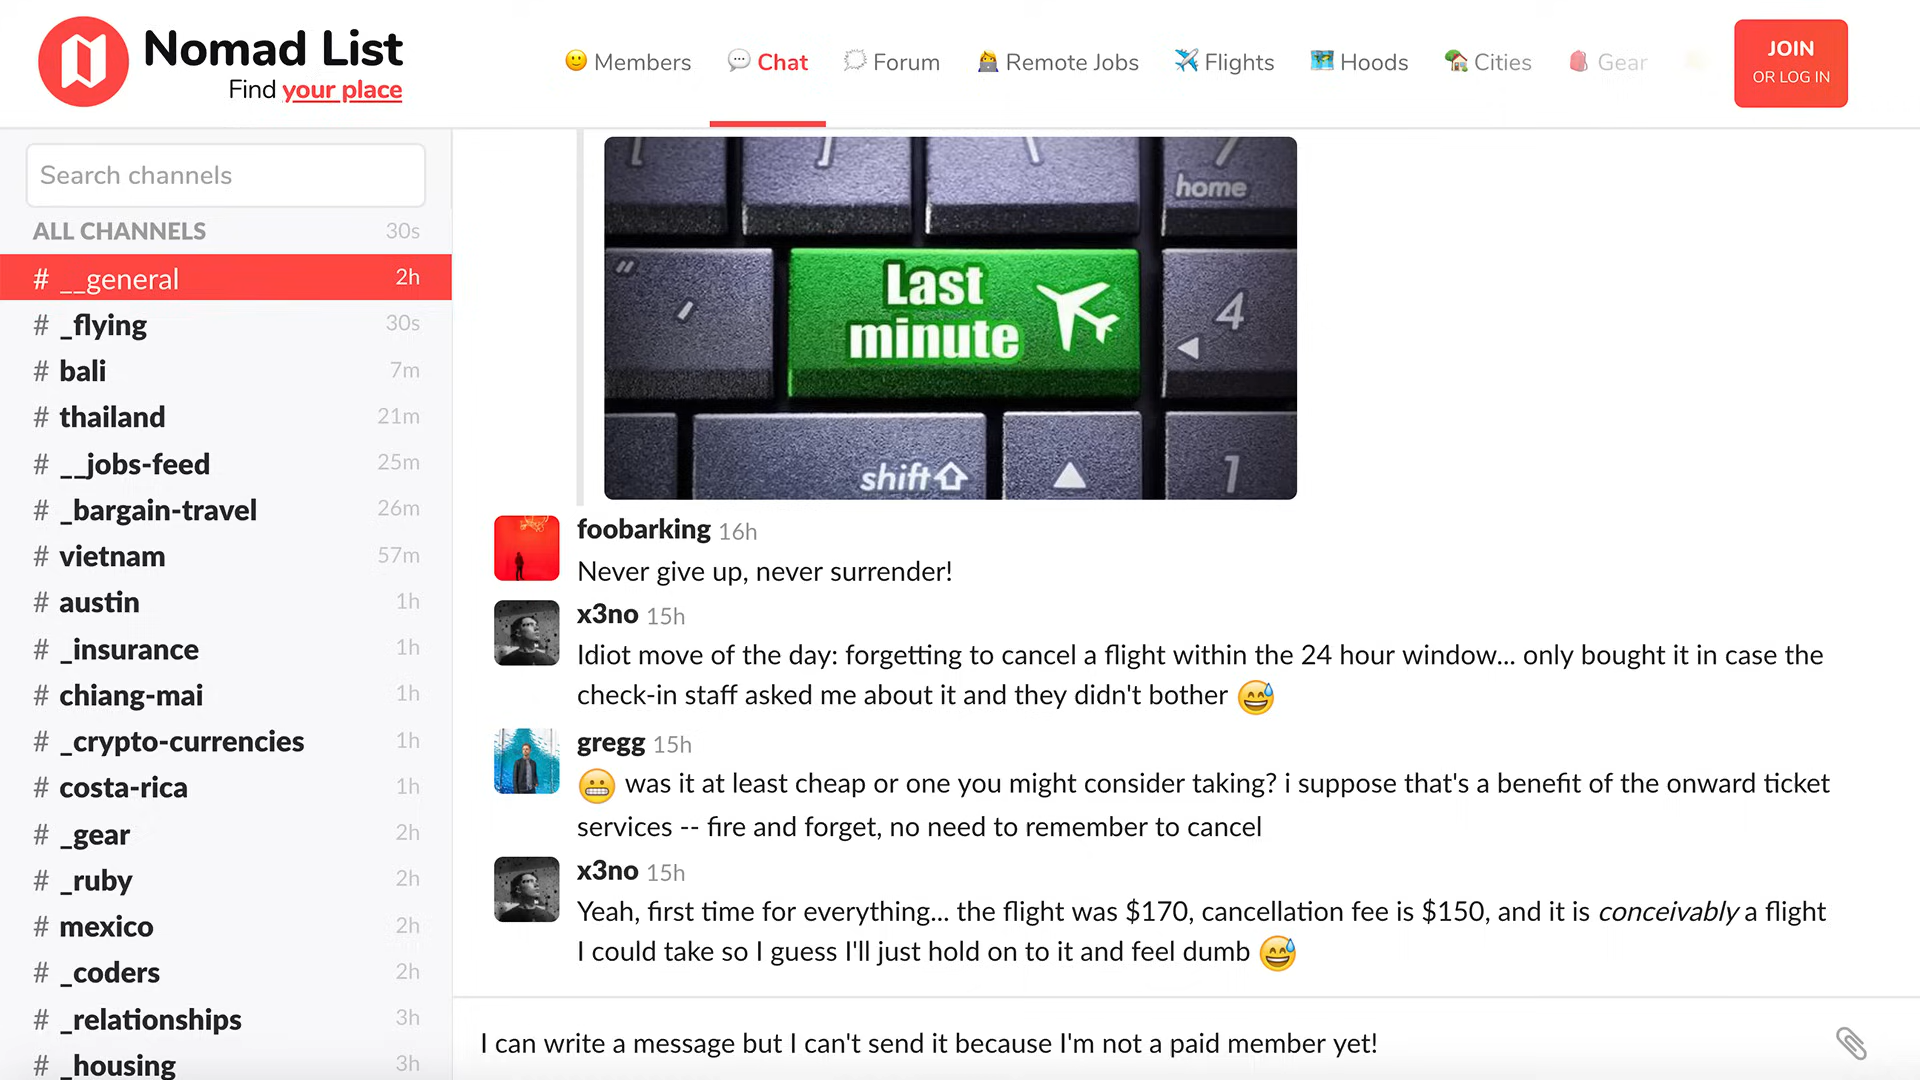 Nomad List
Find your place
Members
Chat
Forum
Remote Jobs
Flights
Hoods
Cities
Gear
JOIN
OR LOG IN
Search channels
ALL CHANNELS 30s
# __general 2h
# _flying 30s
# bali 7m
# thailand 21m
# __jobs-feed 25m
# _bargain-travel 26m
# vietnam 57m
# austin 1h
# _insurance 1h
# chiang-mai 1h
# _crypto-currencies 1h
# costa-rica 1h
# _gear 2h
# _ruby 2h
# mexico 2h
# _coders 2h
# _relationships 3h
# _housing 3h
[ ] \ 7
home
" '
Last
minute
4
shift
1
foobarking 16h
Never give up, never surrender!
x3no 15h
Idiot move of the day: forgetting to cancel a flight within the 24 hour window... only bought it in case the
check-in staff asked me about it and they didn't bother 😅
gregg 15h
😬 was it at least cheap or one you might consider taking? i suppose that's a benefit of the onward ticket
services -- fire and forget, no need to remember to cancel
x3no 15h
Yeah, first time for everything... the flight was $170, cancellation fee is $150, and it is conceivably a flight
I could take so I guess I'll just hold on to it and feel dumb 😅
I can write a message but I can't send it because I'm not a paid member yet!